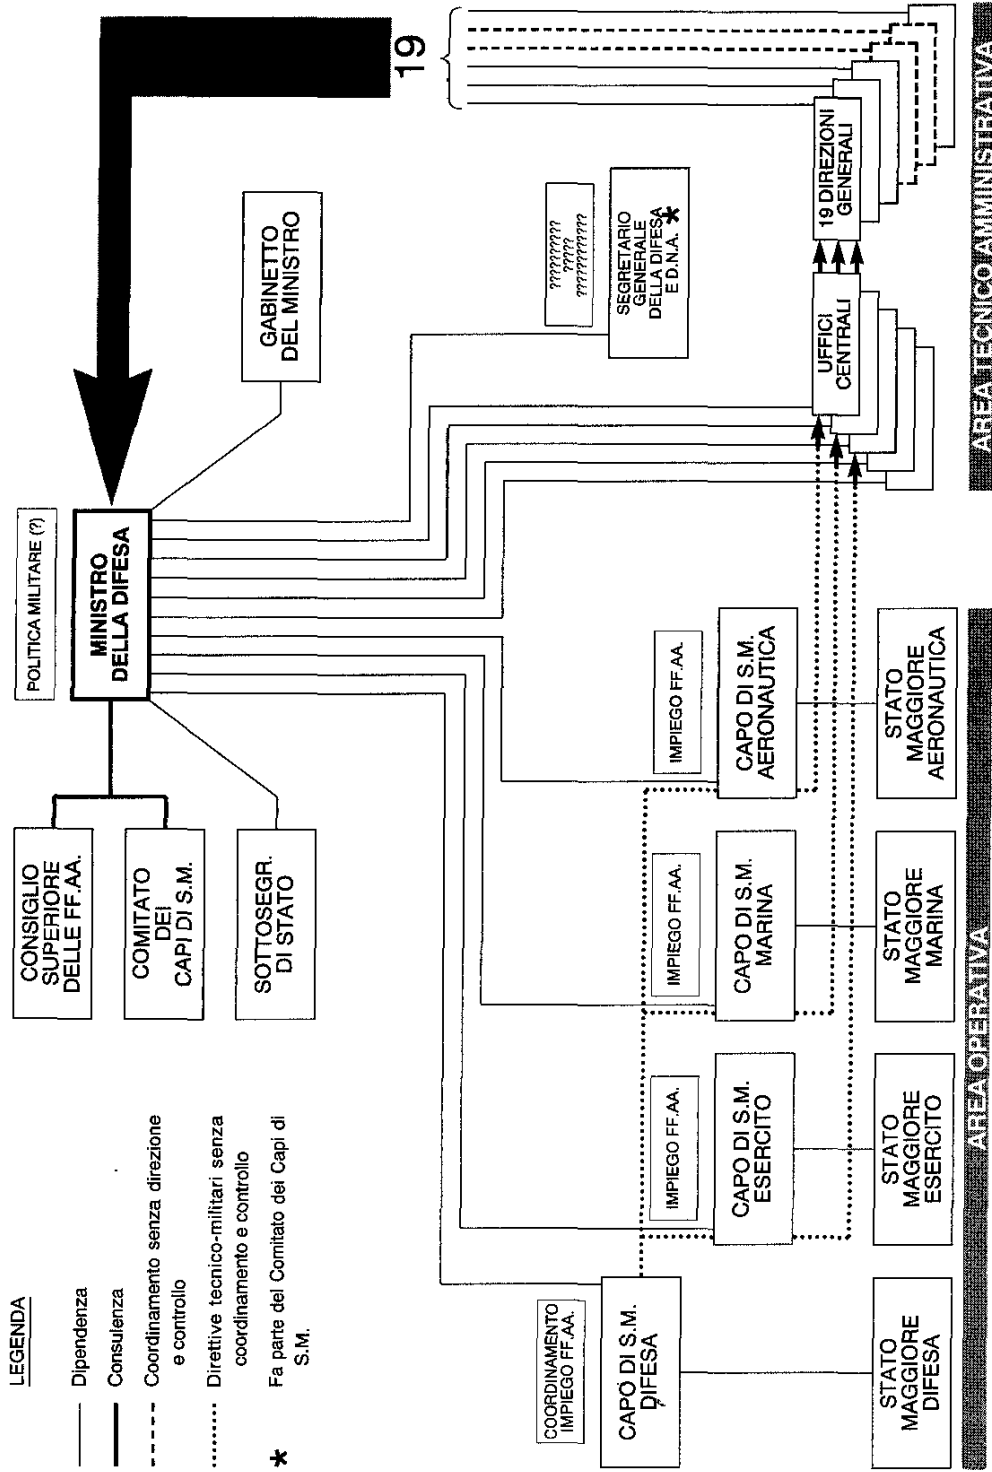 LEGENDA
Dipendenza
Consulenza
Coordinamento senza direzione
e controllo
Direttive tecnico-militari senza
coordinamento e controllo
* Fa parte del Comitato dei Capi di
S.M.
CONSIGLIO
SUPERIORE
DELLE FF.AA.
COMITATO
DEI
CAPI DI S.M.
SOTTOSEGR.
DI STATO
POLITICA MILITARE (?)
MINISTRO
DELLA DIFESA
GABINETTO
DEL MINISTRO
19
COORDINAMENTO
IMPIEGO FF.AA.
CAPO DI S.M.
DIFESA
STATO
MAGGIORE
DIFESA
IMPIEGO FF.AA.
CAPO DI S.M.
ESERCITO
STATO
MAGGIORE
ESERCITO
IMPIEGO FF.AA.
CAPO DI S.M.
MARINA
STATO
MAGGIORE
MARINA
IMPIEGO FF.AA.
CAPO DI S.M.
AERONAUTICA
STATO
MAGGIORE
AERONAUTICA
??????????
?????
????????????
SEGRETARIO
GENERALE
DELLA DIFESA
E D.N.A. *
UFFICI
CENTRALI
19 DIREZIONI
GENERALI
AREA OPERATIVA
AREA TECNICO AMMINISTRATIVA